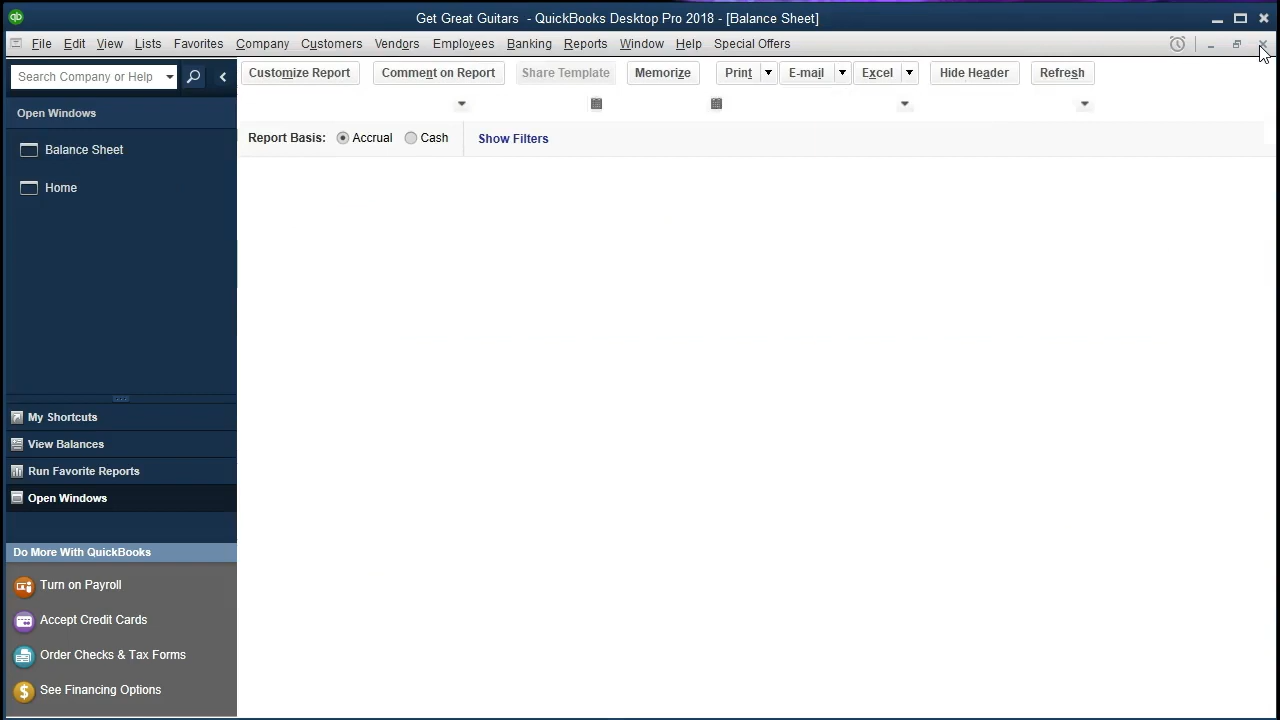 qb
Get Great Guitars - QuickBooks Desktop Pro 2018 - [Balance Sheet]
File Edit View Lists Favorites Company Customers Vendors Employees Banking Reports Window Help Special Offers
Search Company or Help
Customize Report Comment on Report Share Template Memorize Print E-mail Excel Hide Header Refresh
Report Basis: Accrual Cash Show Filters
Open Windows
Balance Sheet
Home
My Shortcuts
View Balances
Run Favorite Reports
Open Windows
Do More With QuickBooks
Turn on Payroll
Accept Credit Cards
Order Checks & Tax Forms
$ See Financing Options